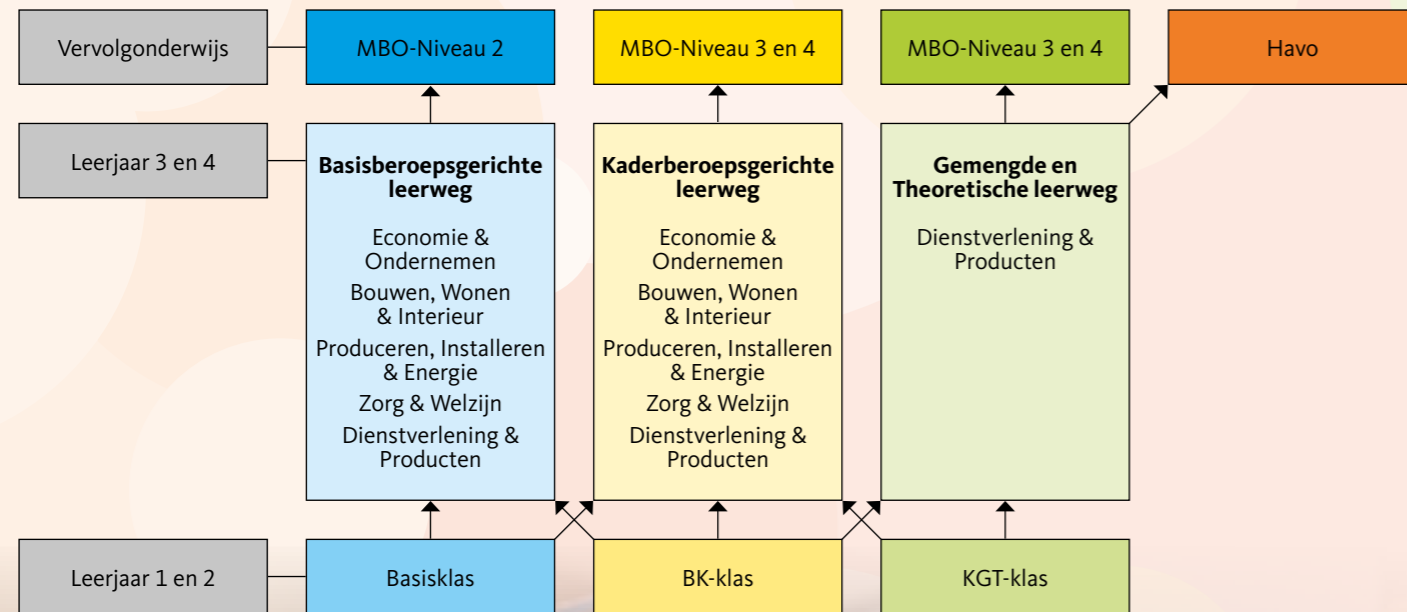 Vervolgonderwijs
MBO-Niveau 2
MBO-Niveau 3 en 4
MBO-Niveau 3 en 4
Havo
Leerjaar 3 en 4
Basisberoepsgerichte
leerweg
Economie &
Ondernemen
Bouwen, Wonen
& Interieur
Produceren, Installeren
& Energie
Zorg & Welzijn
Dienstverlening &
Producten
Kaderberoepsgerichte
leerweg
Economie &
Ondernemen
Bouwen, Wonen
& Interieur
Produceren, Installeren
& Energie
Zorg & Welzijn
Dienstverlening &
Producten
Gemengde en
Theoretische leerweg
Dienstverlening &
Producten
Leerjaar 1 en 2
Basisklas
BK-klas
KGT-klas